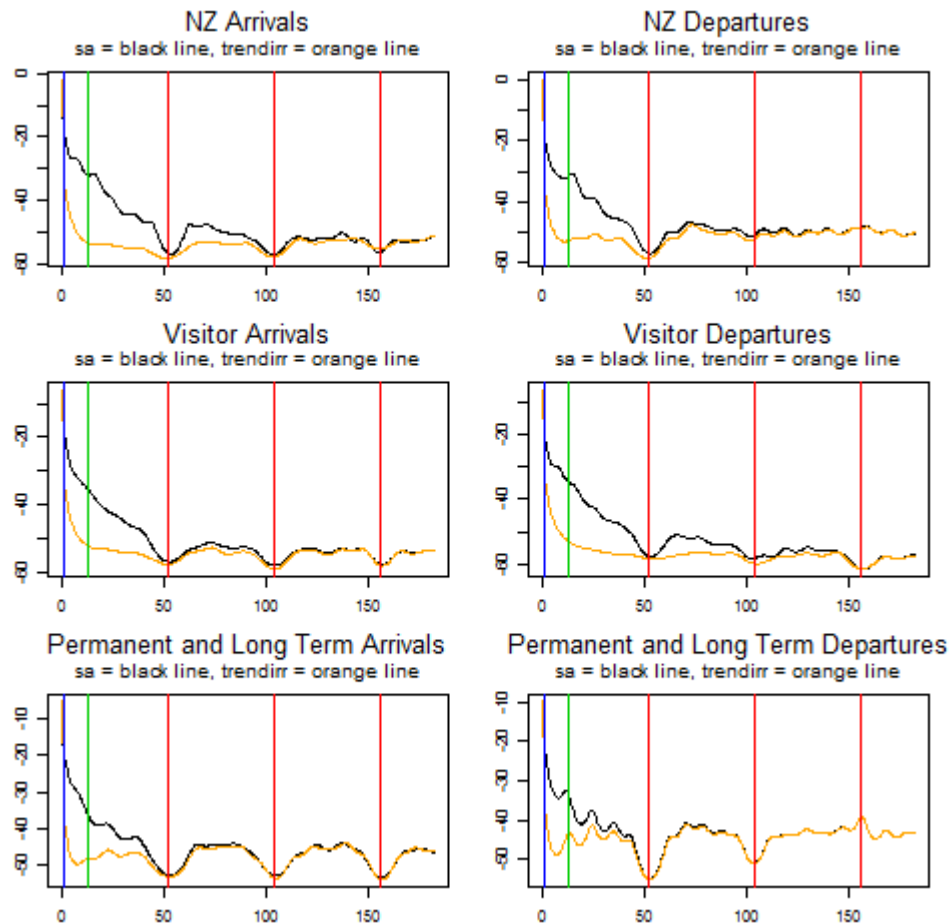 NZ Arrivals
sa = black line, trendirr = orange line
0
-20
-40
-60
0 50 100 150
NZ Departures
sa = black line, trendirr = orange line
0
-20
-40
-60
0 50 100 150
Visitor Arrivals
sa = black line, trendirr = orange line
-20
-40
-60
0 50 100 150
Visitor Departures
sa = black line, trendirr = orange line
-20
-40
-60
0 50 100 150
Permanent and Long Term Arrivals
sa = black line, trendirr = orange line
-10
-20
-30
-40
-50
0 50 100 150
Permanent and Long Term Departures
sa = black line, trendirr = orange line
-10
-20
-30
-40
-50
0 50 100 150